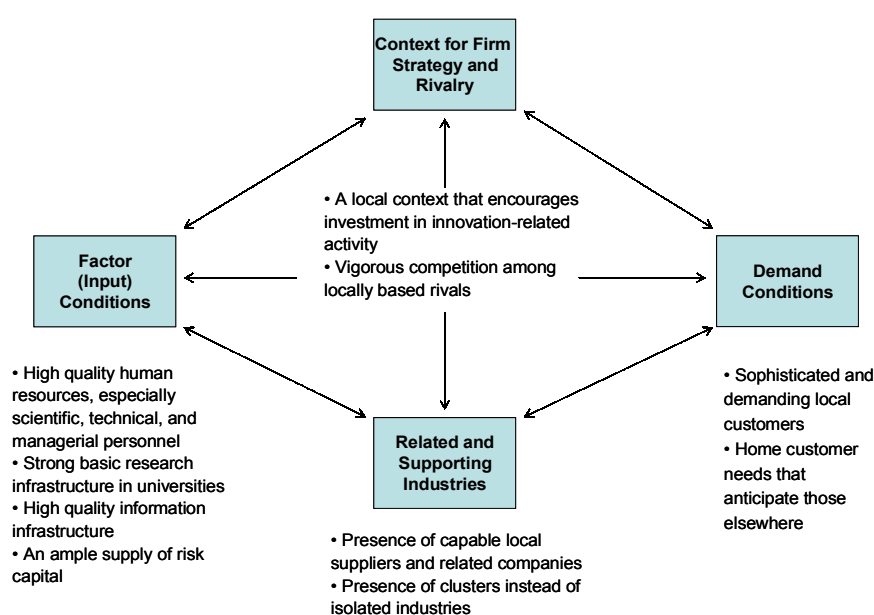 Context for Firm
Strategy and
Rivalry
• A local context that encourages
investment in innovation-related
activity
• Vigorous competition among
locally based rivals
Factor
(Input)
Conditions
Demand
Conditions
• High quality human
resources, especially
scientific, technical, and
managerial personnel
• Strong basic research
infrastructure in universities
• High quality information
infrastructure
• An ample supply of risk
capital
Related and
Supporting
Industries
• Presence of capable local
suppliers and related companies
• Presence of clusters instead of
isolated industries
• Sophisticated and
demanding local
customers
• Home customer
needs that
anticipate those
elsewhere